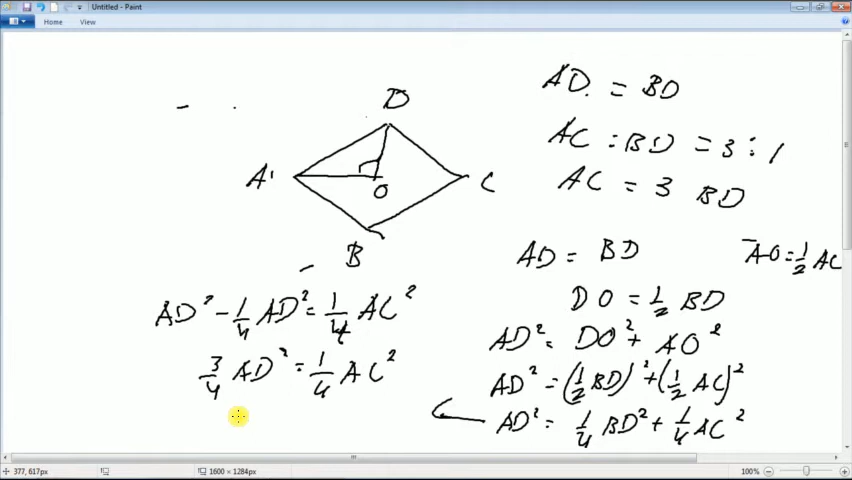 Untitled - Paint
Home View
D
A
O
C
B
AD = BD
AC : BD = 3 : 1
AC = 3 BD
AD = BD
AO = 1/2 AC
DO = 1/2 BD
AD² = DO² + AO²
AD² = (1/2 BD)² + (1/2 AC)²
AD² = 1/4 BD² + 1/4 AC²
AD² - 1/4 AD² = 1/4 AC²
3/4 AD² = 1/4 AC²
377, 617px
1600 × 1284px
100%